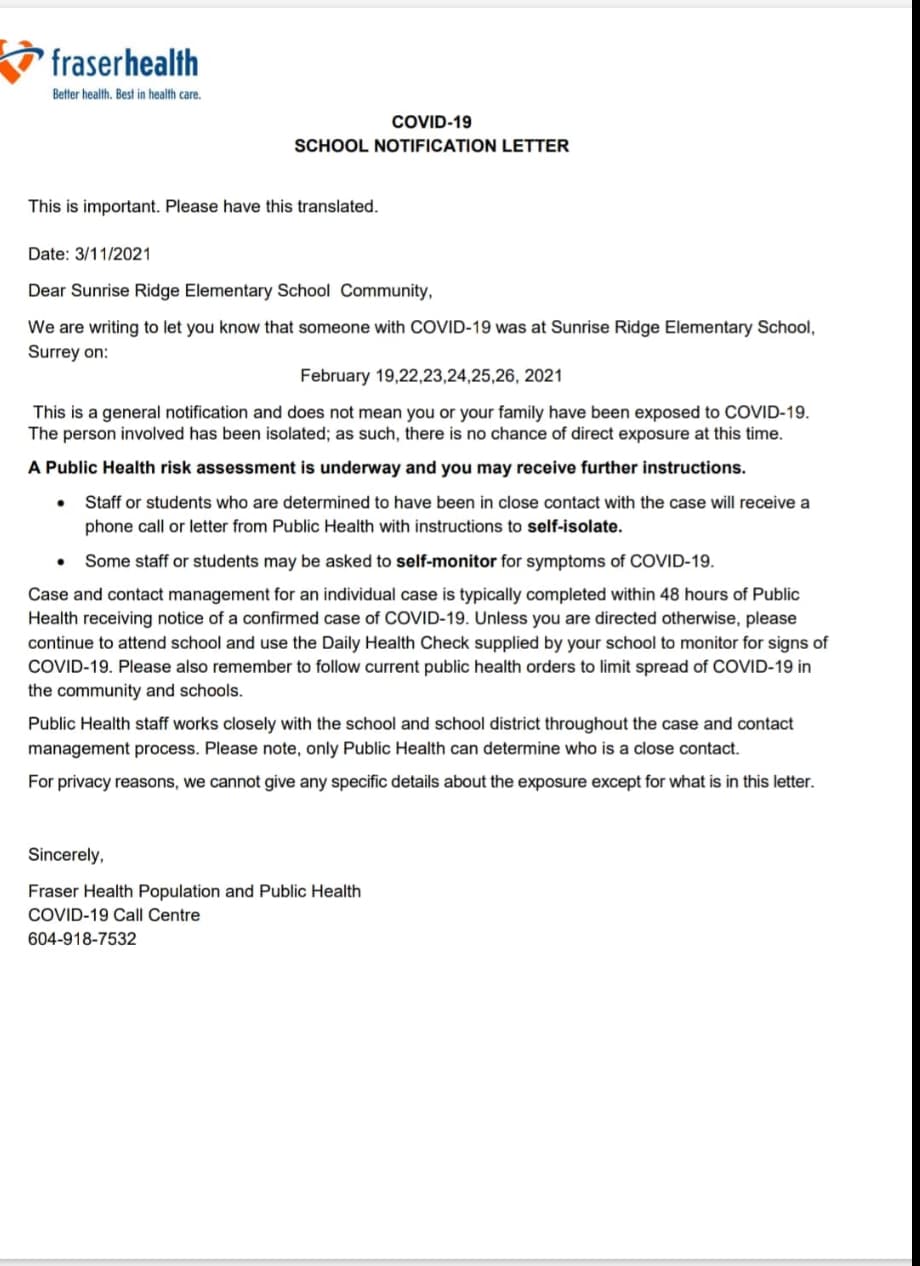 fraserhealth
Better health. Best in health care.
COVID-19
SCHOOL NOTIFICATION LETTER
This is important. Please have this translated.
Date: 3/11/2021
Dear Sunrise Ridge Elementary School  Community,
We are writing to let you know that someone with COVID-19 was at Sunrise Ridge Elementary School,
Surrey on:
February 19,22,23,24,25,26, 2021
This is a general notification and does not mean you or your family have been exposed to COVID-19.
The person involved has been isolated; as such, there is no chance of direct exposure at this time.
A Public Health risk assessment is underway and you may receive further instructions.
• Staff or students who are determined to have been in close contact with the case will receive a
phone call or letter from Public Health with instructions to self-isolate.
• Some staff or students may be asked to self-monitor for symptoms of COVID-19.
Case and contact management for an individual case is typically completed within 48 hours of Public
Health receiving notice of a confirmed case of COVID-19. Unless you are directed otherwise, please
continue to attend school and use the Daily Health Check supplied by your school to monitor for signs of
COVID-19. Please also remember to follow current public health orders to limit spread of COVID-19 in
the community and schools.
Public Health staff works closely with the school and school district throughout the case and contact
management process. Please note, only Public Health can determine who is a close contact.
For privacy reasons, we cannot give any specific details about the exposure except for what is in this letter.
Sincerely,
Fraser Health Population and Public Health
COVID-19 Call Centre
604-918-7532